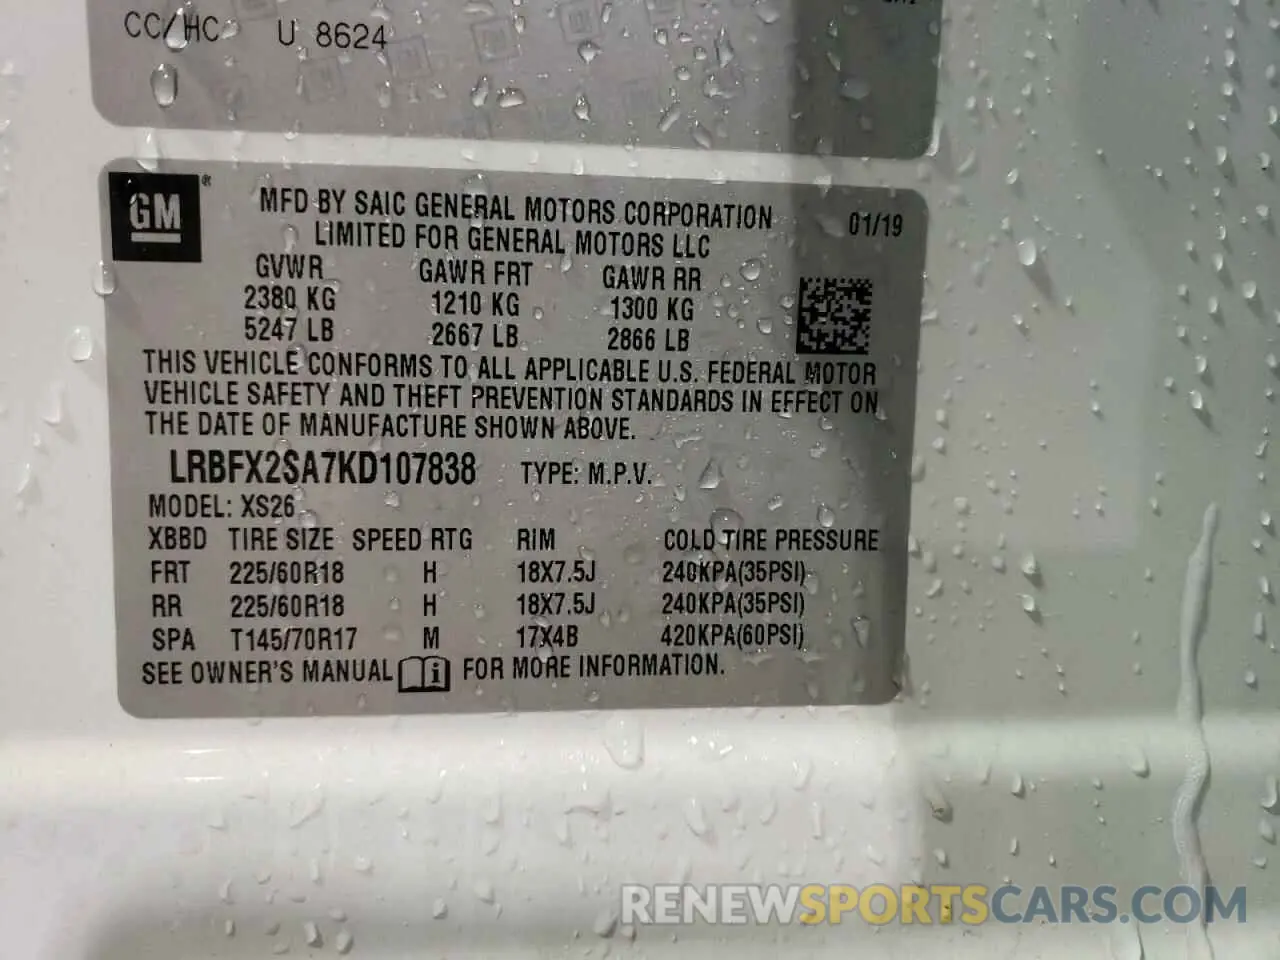 CC/HC U 8624
GM
MFD BY SAIC GENERAL MOTORS CORPORATION
LIMITED FOR GENERAL MOTORS LLC
01/19
GVWR GAWR FRT GAWR RR
2380 KG 1210 KG 1300 KG
5247 LB 2667 LB 2866 LB
THIS VEHICLE CONFORMS TO ALL APPLICABLE U.S. FEDERAL MOTOR
VEHICLE SAFETY AND THEFT PREVENTION STANDARDS IN EFFECT ON
THE DATE OF MANUFACTURE SHOWN ABOVE.
LRBFX2SA7KD107838 TYPE: M.P.V.
MODEL: XS26
XBBD TIRE SIZE SPEED RTG RIM COLD TIRE PRESSURE
FRT 225/60R18 H 18X7.5J 240KPA(35PSI)
RR 225/60R18 H 18X7.5J 240KPA(35PSI)
SPA T145/70R17 M 17X4B 420KPA(60PSI)
SEE OWNER'S MANUAL FOR MORE INFORMATION.
RENEWSPORTSCARS.COM